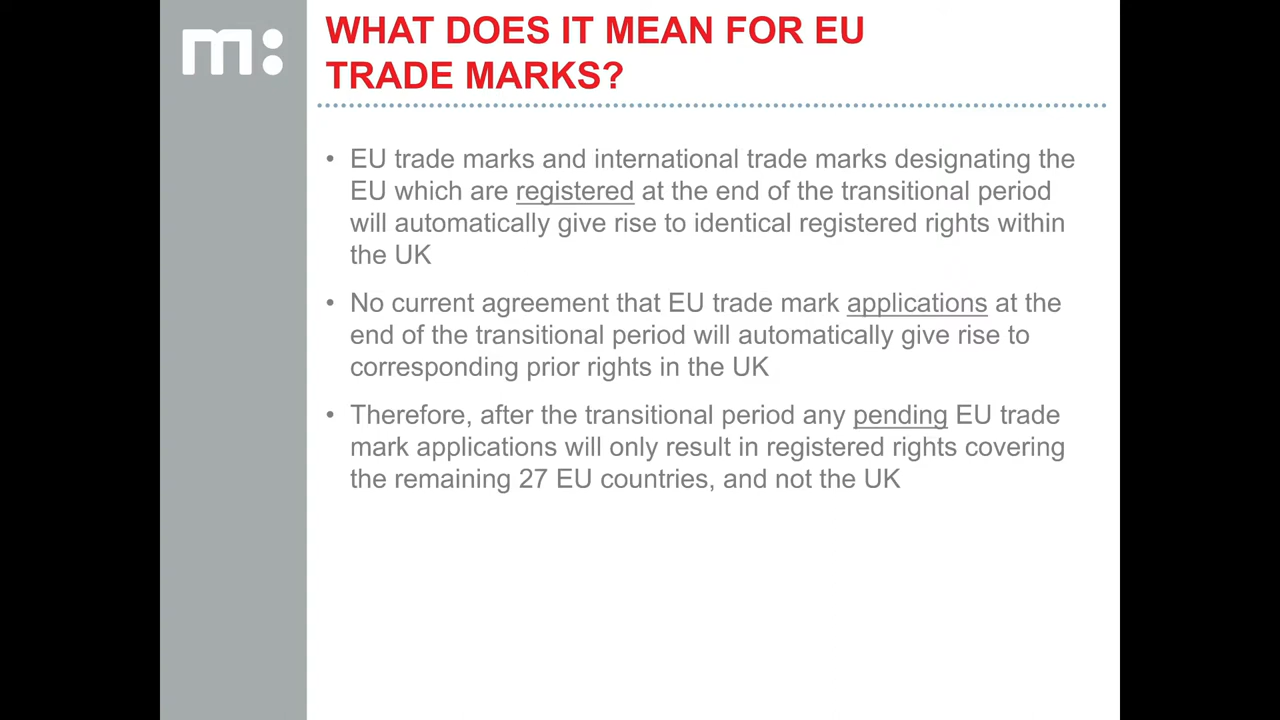 m:
WHAT DOES IT MEAN FOR EU
TRADE MARKS?
• EU trade marks and international trade marks designating the
EU which are registered at the end of the transitional period
will automatically give rise to identical registered rights within
the UK
• No current agreement that EU trade mark applications at the
end of the transitional period will automatically give rise to
corresponding prior rights in the UK
• Therefore, after the transitional period any pending EU trade
mark applications will only result in registered rights covering
the remaining 27 EU countries, and not the UK